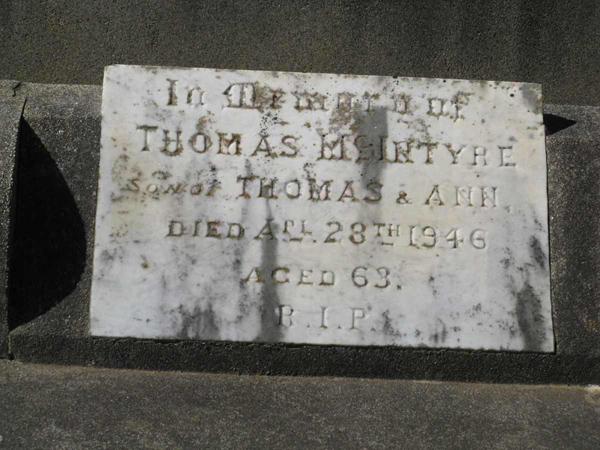 In Memory of
THOMAS McINTYRE
SON OF THOMAS & ANN,
DIED APL. 28TH 1946
AGED 63.
R.I.P.